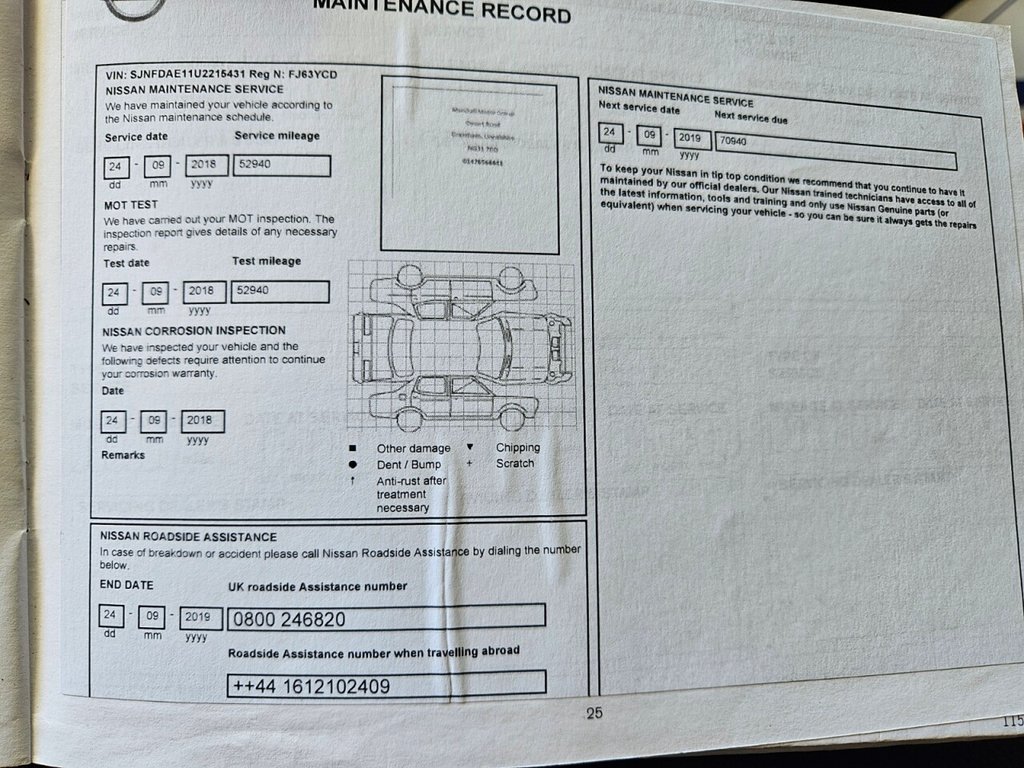 MAINTENANCE RECORD
VIN: SJNFDAE11U2215431 Reg N: FJ63YCD
NISSAN MAINTENANCE SERVICE
We have maintained your vehicle according to
the Nissan maintenance schedule.
Service date Service mileage
24 - 09 - 2018 52940
dd mm yyyy
MOT TEST
We have carried out your MOT inspection. The
inspection report gives details of any necessary
repairs.
Test date Test mileage
24 - 09 - 2018 52940
dd mm yyyy
NISSAN CORROSION INSPECTION
We have inspected your vehicle and the
following defects require attention to continue
your corrosion warranty.
Date
24 - 09 - 2018
dd mm yyyy
Remarks
Marshall Motor Group
NG31 7
01476566661
■ Other damage ▼ Chipping
● Dent / Bump + Scratch
↑ Anti-rust after
treatment
necessary
NISSAN ROADSIDE ASSISTANCE
In case of breakdown or accident please call Nissan Roadside Assistance by dialing the number
below.
END DATE UK roadside Assistance number
24 - 09 - 2019 0800 246820
dd mm yyyy
Roadside Assistance number when travelling abroad
++44 1612102409
NISSAN MAINTENANCE SERVICE
Next service date Next service due
24 - 09 - 2019 70940
dd mm yyyy
To keep your Nissan in tip top condition we recommend that you continue to have it
maintained by our official dealers. Our Nissan trained technicians have access to all of
the latest information, tools and training and only use Nissan Genuine parts (or
equivalent) when servicing your vehicle - so you can be sure it always gets the repairs
25
115